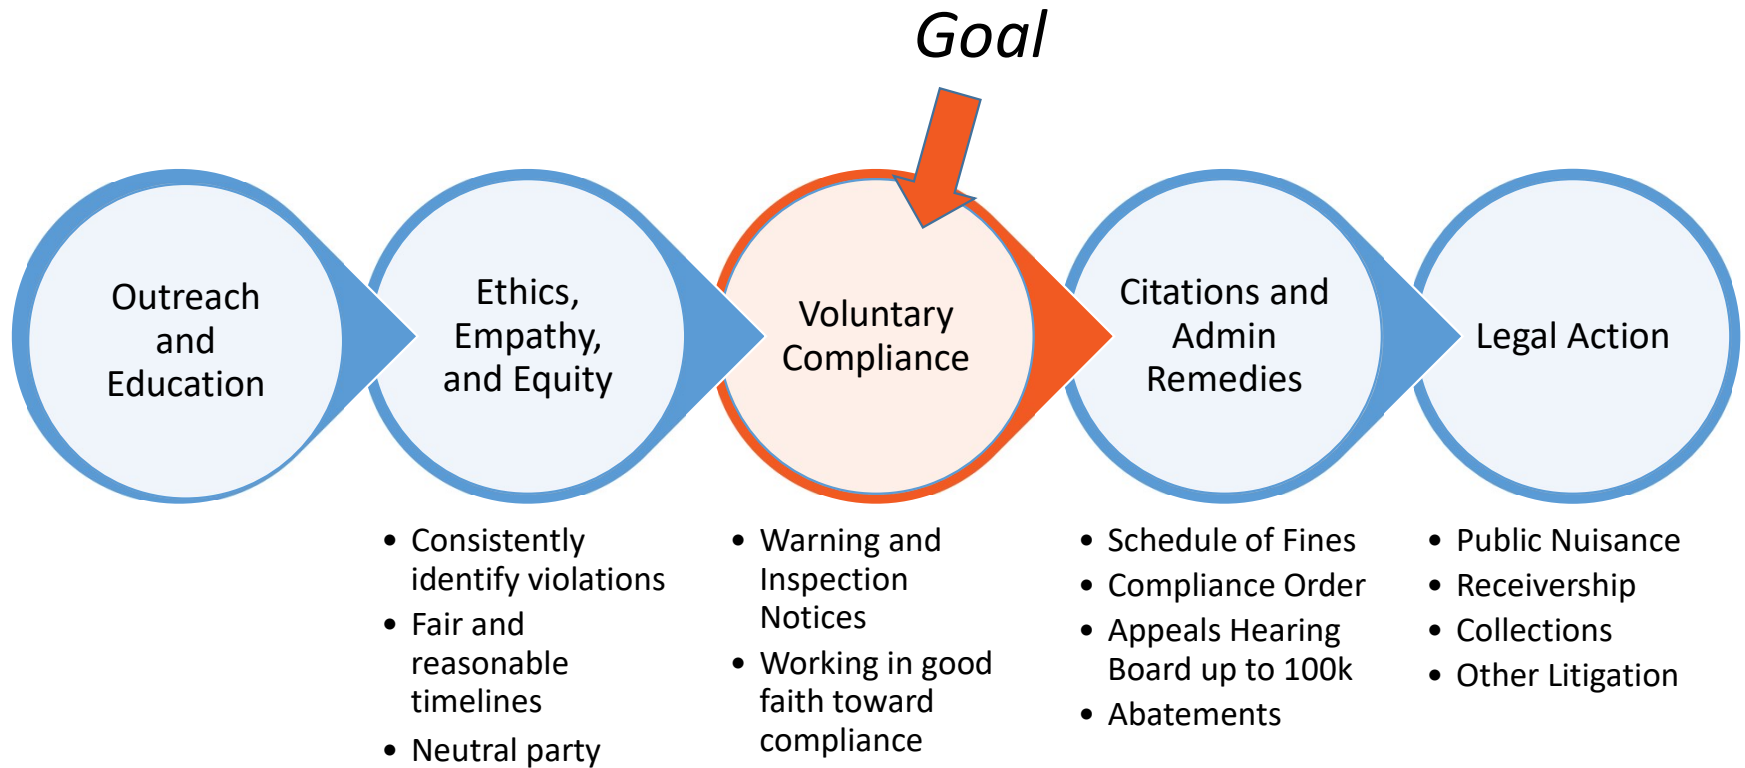 Goal
Outreach
and
Education
Ethics,
Empathy,
and Equity
Voluntary
Compliance
Citations and
Admin
Remedies
Legal Action
• Consistently
identify violations
• Fair and
reasonable
timelines
• Neutral party
• Warning and
Inspection
Notices
• Working in good
faith toward
compliance
• Schedule of Fines
• Compliance Order
• Appeals Hearing
Board up to 100k
• Abatements
• Public Nuisance
• Receivership
• Collections
• Other Litigation